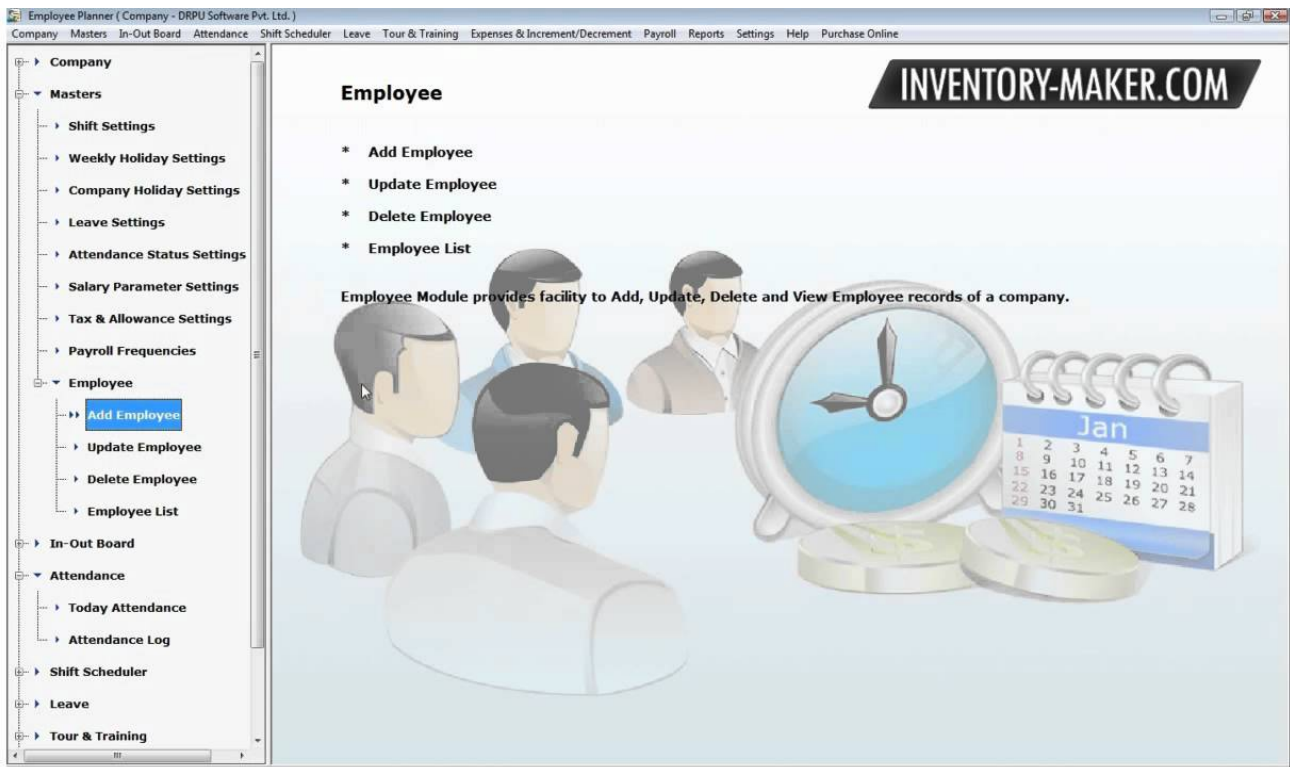 Employee Planner ( Company - DRPU Software Pvt. Ltd. )
Company Masters In-Out Board Attendance Shift Scheduler Leave Tour & Training Expenses & Increment/Decrement Payroll Reports Settings Help Purchase Online
Company
Masters
Shift Settings
Weekly Holiday Settings
Company Holiday Settings
Leave Settings
Attendance Status Settings
Salary Parameter Settings
Tax & Allowance Settings
Payroll Frequencies
Employee
Add Employee
Update Employee
Delete Employee
Employee List
In-Out Board
Attendance
Today Attendance
Attendance Log
Shift Scheduler
Leave
Tour & Training
INVENTORY-MAKER.COM
Employee
* Add Employee
* Update Employee
* Delete Employee
* Employee List
Employee Module provides facility to Add, Update, Delete and View Employee records of a company.
Jan
1 2 3 4 5 6 7
8 9 10 11 12 13 14
15 16 17 18 19 20 21
22 23 24 25 26 27 28
29 30 31